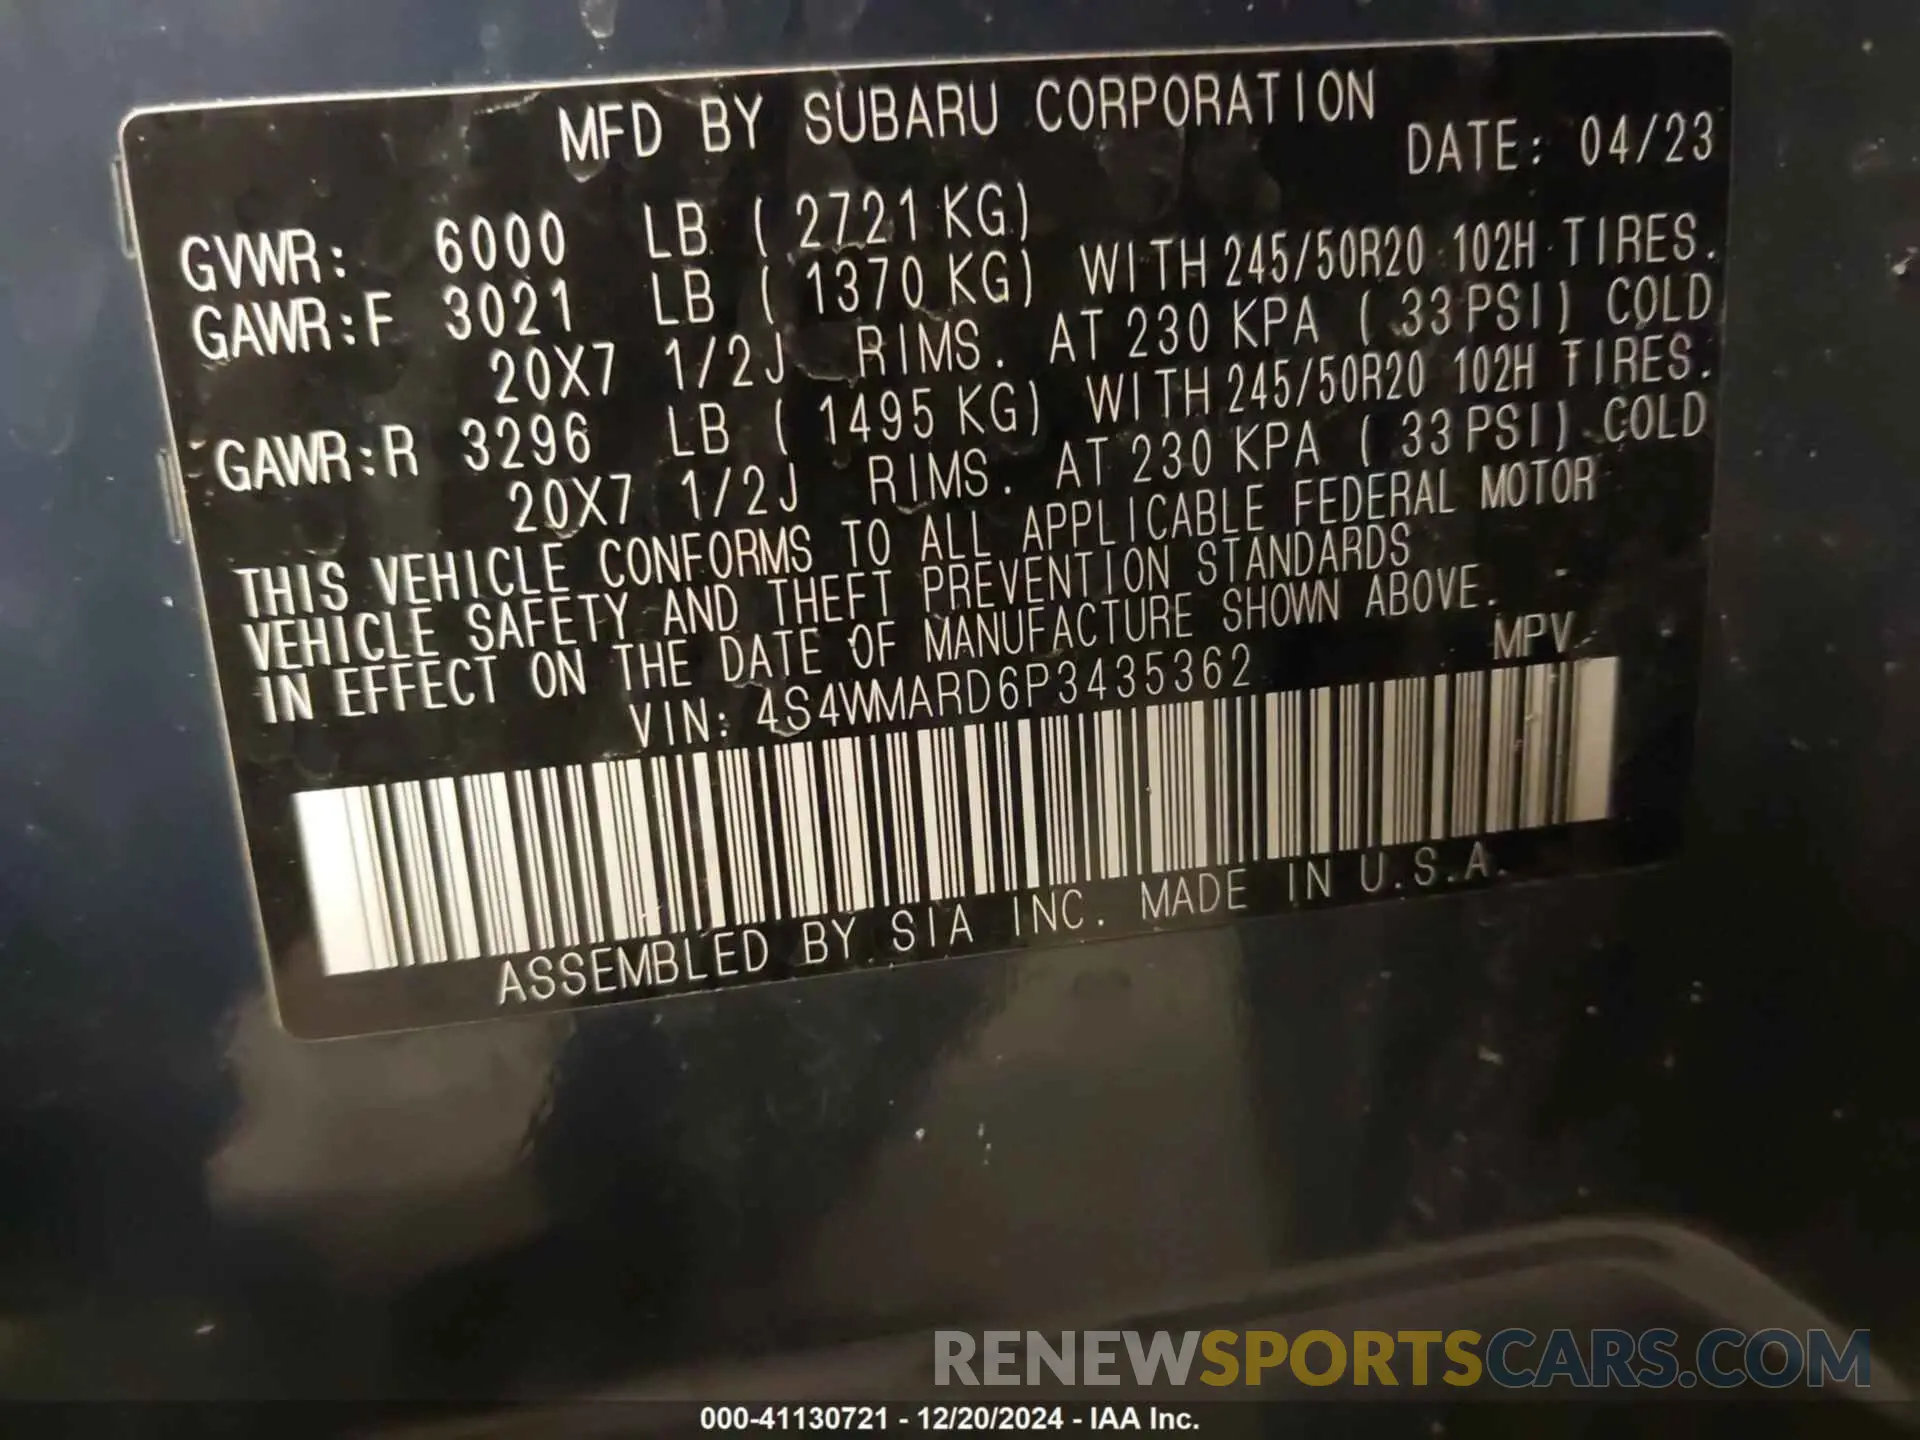 MFD BY SUBARU CORPORATION
DATE: 04/23
GVWR: 6000 LB ( 2721 KG)
GAWR:F 3021 LB ( 1370 KG) WITH 245/50R20 102H TIRES.
20X7 1/2J RIMS. AT 230 KPA ( 33 PSI) COLD
GAWR:R 3296 LB ( 1495 KG) WITH 245/50R20 102H TIRES.
20X7 1/2J RIMS. AT 230 KPA ( 33 PSI) COLD
THIS VEHICLE CONFORMS TO ALL APPLICABLE FEDERAL MOTOR
VEHICLE SAFETY AND THEFT PREVENTION STANDARDS
IN EFFECT ON THE DATE OF MANUFACTURE SHOWN ABOVE.
VIN: 4S4WMARD6P3435362 MPV
ASSEMBLED BY SIA INC. MADE IN U.S.A.
RENEWSPORTSCARS.COM
000-41130721 - 12/20/2024 - IAA Inc.